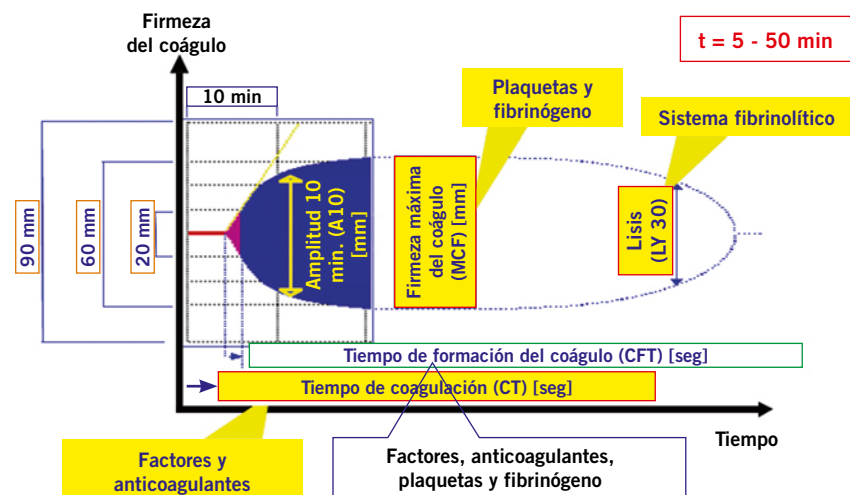 Firmeza
del coágulo
t = 5 - 50 min
10 min
Plaquetas y
fibrinógeno
Sistema fibrinolítico
90 mm
60 mm
20 mm
Amplitud 10
min. (A10)
[mm]
Firmeza máxima
del coágulo
(MCF) [mm]
Lisis
(LY 30)
Tiempo de formación del coágulo (CFT) [seg]
Tiempo de coagulación (CT) [seg]
Tiempo
Factores y
anticoagulantes
Factores, anticoagulantes,
plaquetas y fibrinógeno